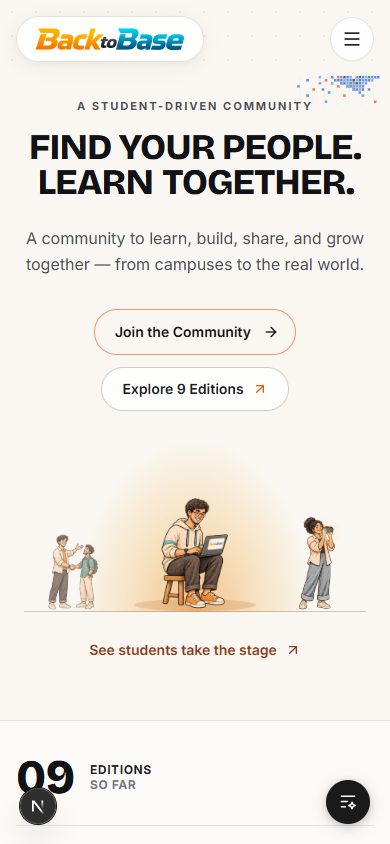 BacktoBase
A STUDENT-DRIVEN COMMUNITY
FIND YOUR PEOPLE.
LEARN TOGETHER.
A community to learn, build, share, and grow
together — from campuses to the real world.
Join the Community →
Explore 9 Editions ↗
See students take the stage ↗
09
EDITIONS
SO FAR
N